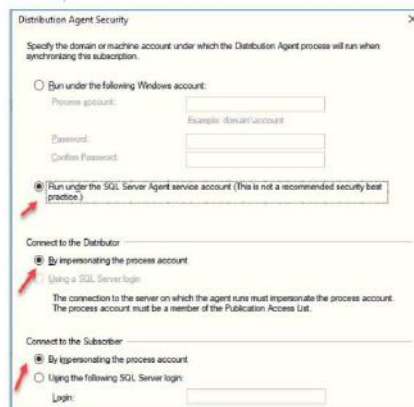 Distribution Agent Security
Specify the domain or machine account under which the Distribution Agent process will run when
synchronizing this subscription.
Run under the following Windows account:
Process account:
Example: domain\account
Password:
Confirm Password:
Run under the SQL Server Agent service account (This is not a recommended security best
practice.)
Connect to the Distributor
By impersonating the process account
Using a SQL Server login
The connection to the server on which the agent runs must impersonate the process account.
The process account must be a member of the Publication Access List.
Connect to the Subscriber
By impersonating the process account
Using the following SQL Server login:
Login: